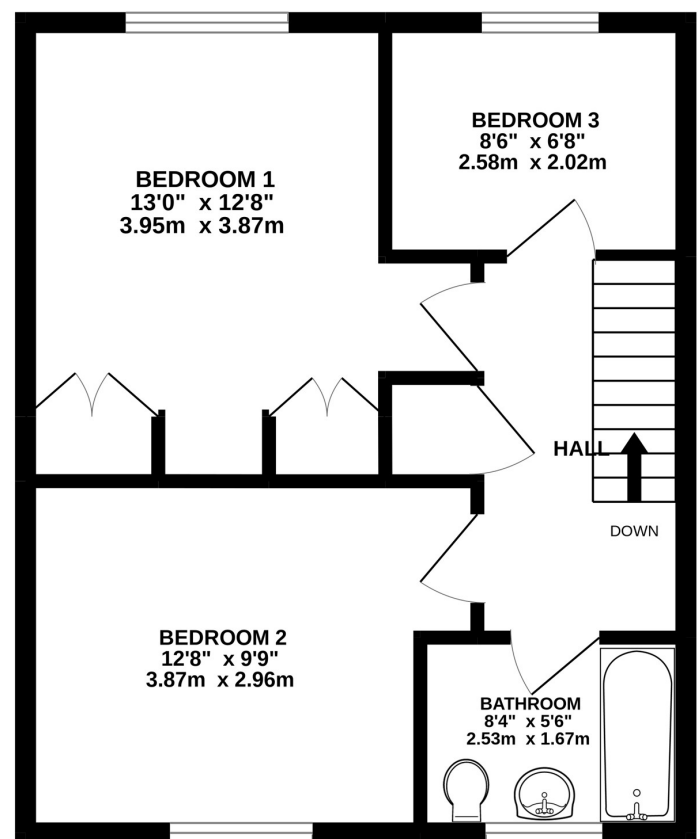 BEDROOM 3
8'6" x 6'8"
2.58m x 2.02m
BEDROOM 1
13'0" x 12'8"
3.95m x 3.87m
HALL
DOWN
BEDROOM 2
12'8" x 9'9"
3.87m x 2.96m
BATHROOM
8'4" x 5'6"
2.53m x 1.67m